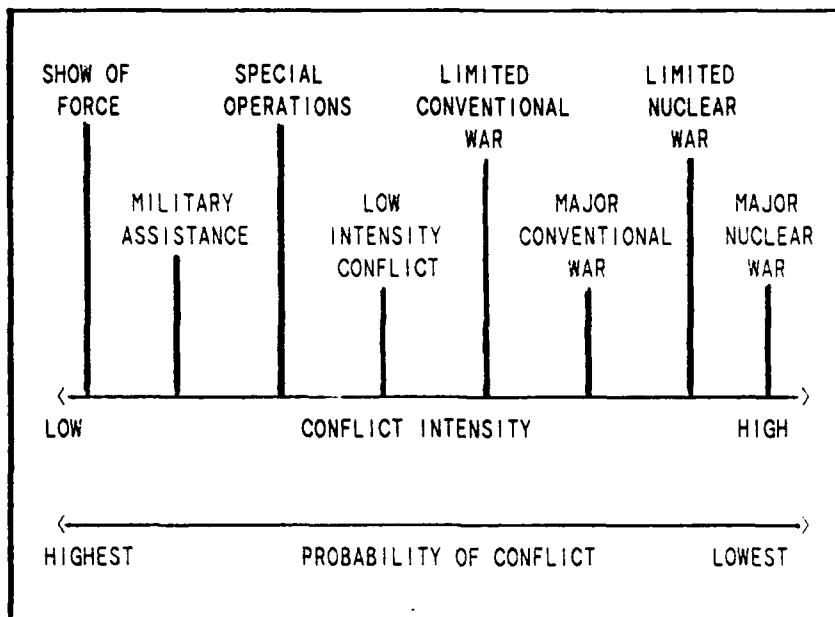 SHOW OF FORCE
SPECIAL OPERATIONS
LIMITED CONVENTIONAL WAR
LIMITED NUCLEAR WAR
MILITARY ASSISTANCE
LOW INTENSITY CONFLICT
MAJOR CONVENTIONAL WAR
MAJOR NUCLEAR WAR
LOW CONFLICT INTENSITY HIGH
HIGHEST PROBABILITY OF CONFLICT LOWEST